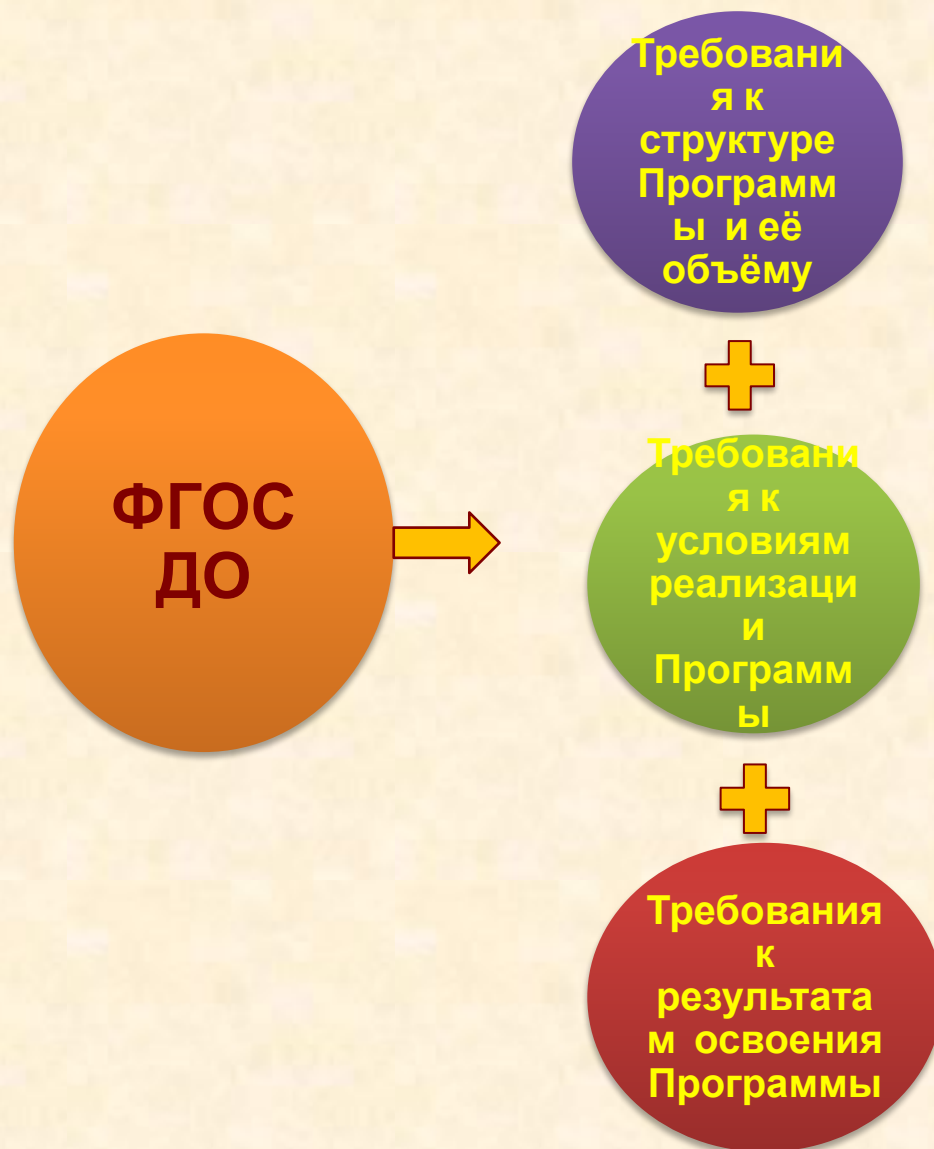 ФГОС
ДО
Требовани
я к
структуре
Программ
ы и её
объёму
Требовани
я к
условиям
реализаци
и
Программ
ы
Требования
к
результата
м освоения
Программы